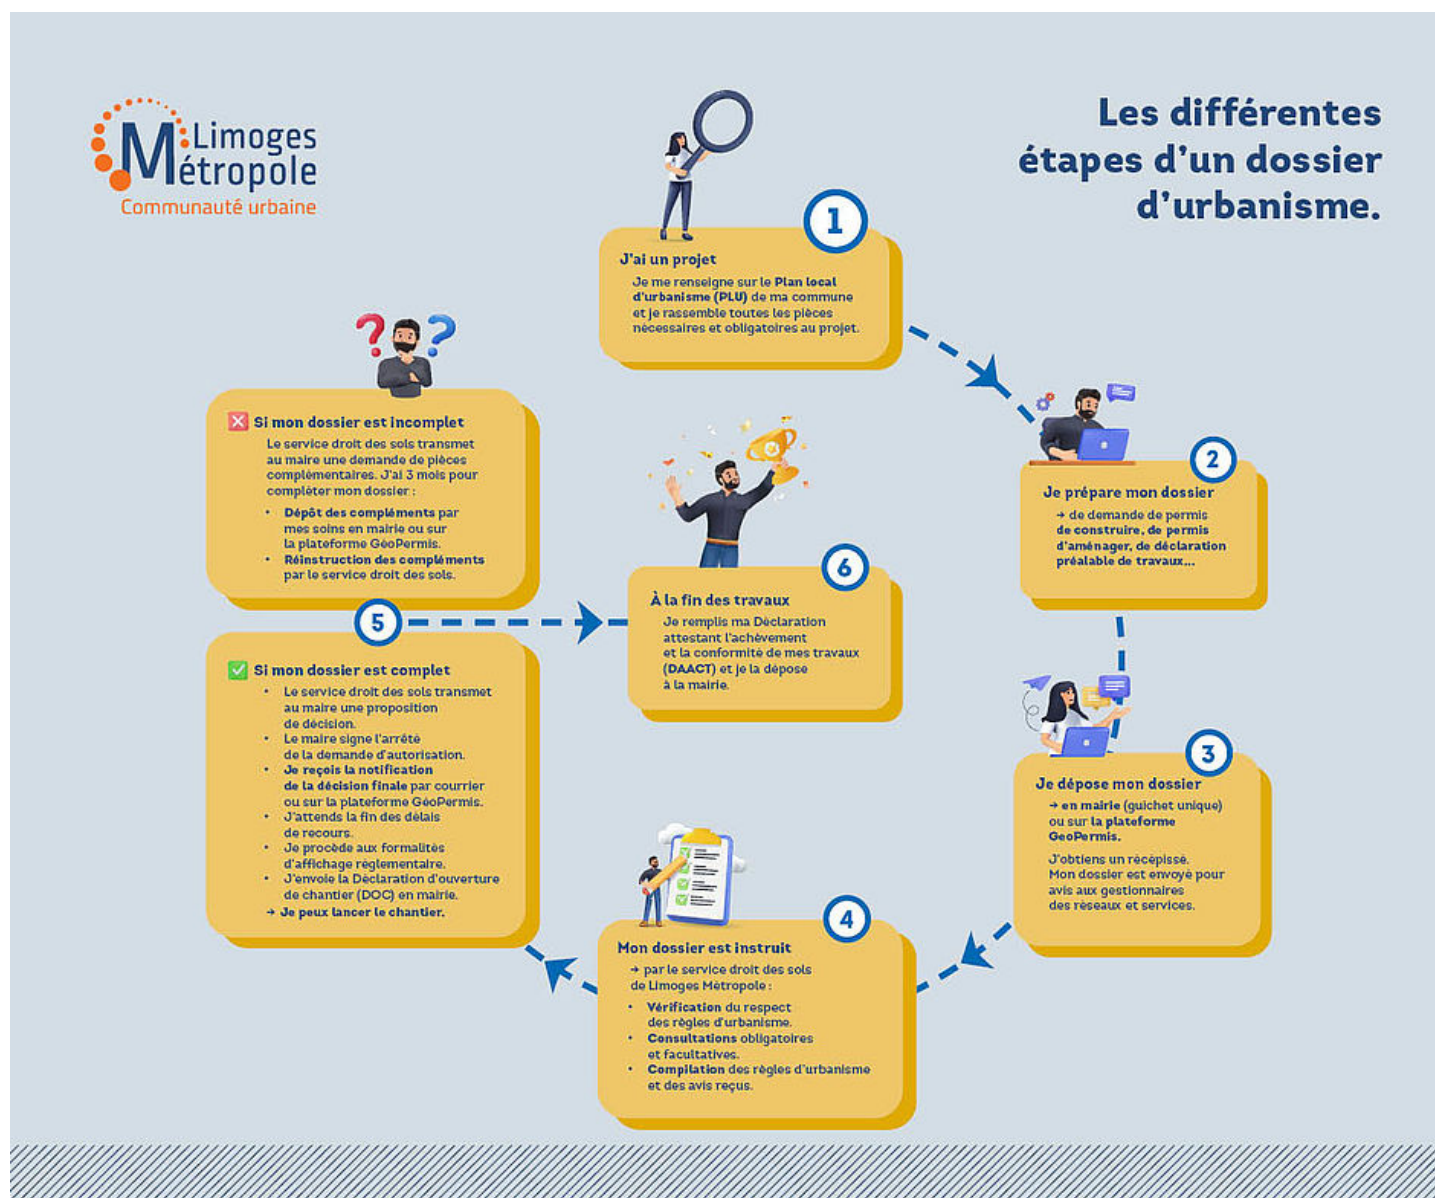 Limoges
Métropole
Communauté urbaine
Les différentes
étapes d'un dossier
d'urbanisme.
1
J'ai un projet
Je me renseigne sur le Plan local
d'urbanisme (PLU) de ma commune
et je rassemble toutes les pièces
nécessaires et obligatoires au projet.
2
Je prépare mon dossier
→ de demande de permis
de construire, de permis
d'aménager, de déclaration
préalable de travaux...
3
Je dépose mon dossier
→ en mairie (guichet unique)
ou sur la plateforme
GeoPermis.
J'obtiens un récépissé.
Mon dossier est envoyé pour
avis aux gestionnaires
des réseaux et services.
4
Mon dossier est instruit
→ par le service droit des sols
de Limoges Métropole :
• Vérification du respect
des règles d'urbanisme.
• Consultations obligatoires
et facultatives.
• Compilation des règles d'urbanisme
et des avis reçus.
? ?
Si mon dossier est incomplet
Le service droit des sols transmet
au maire une demande de pièces
complémentaires. J'ai 3 mois pour
compléter mon dossier :
• Dépôt des compléments par
mes soins en mairie ou sur
la plateforme GéoPermis.
• Réinstruction des compléments
par le service droit des sols.
5
Si mon dossier est complet
• Le service droit des sols transmet
au maire une proposition
de décision.
• Le maire signe l'arrêté
de la demande d'autorisation.
• Je reçois la notification
de la décision finale par courrier
ou sur la plateforme GéoPermis.
• J'attends la fin des délais
de recours.
• Je procède aux formalités
d'affichage réglementaire.
• J'envoie la Déclaration d'ouverture
de chantier (DOC) en mairie.
→ Je peux lancer le chantier.
6
À la fin des travaux
Je remplis ma Déclaration
attestant l'achèvement
et la conformité de mes travaux
(DAACT) et je la dépose
à la mairie.